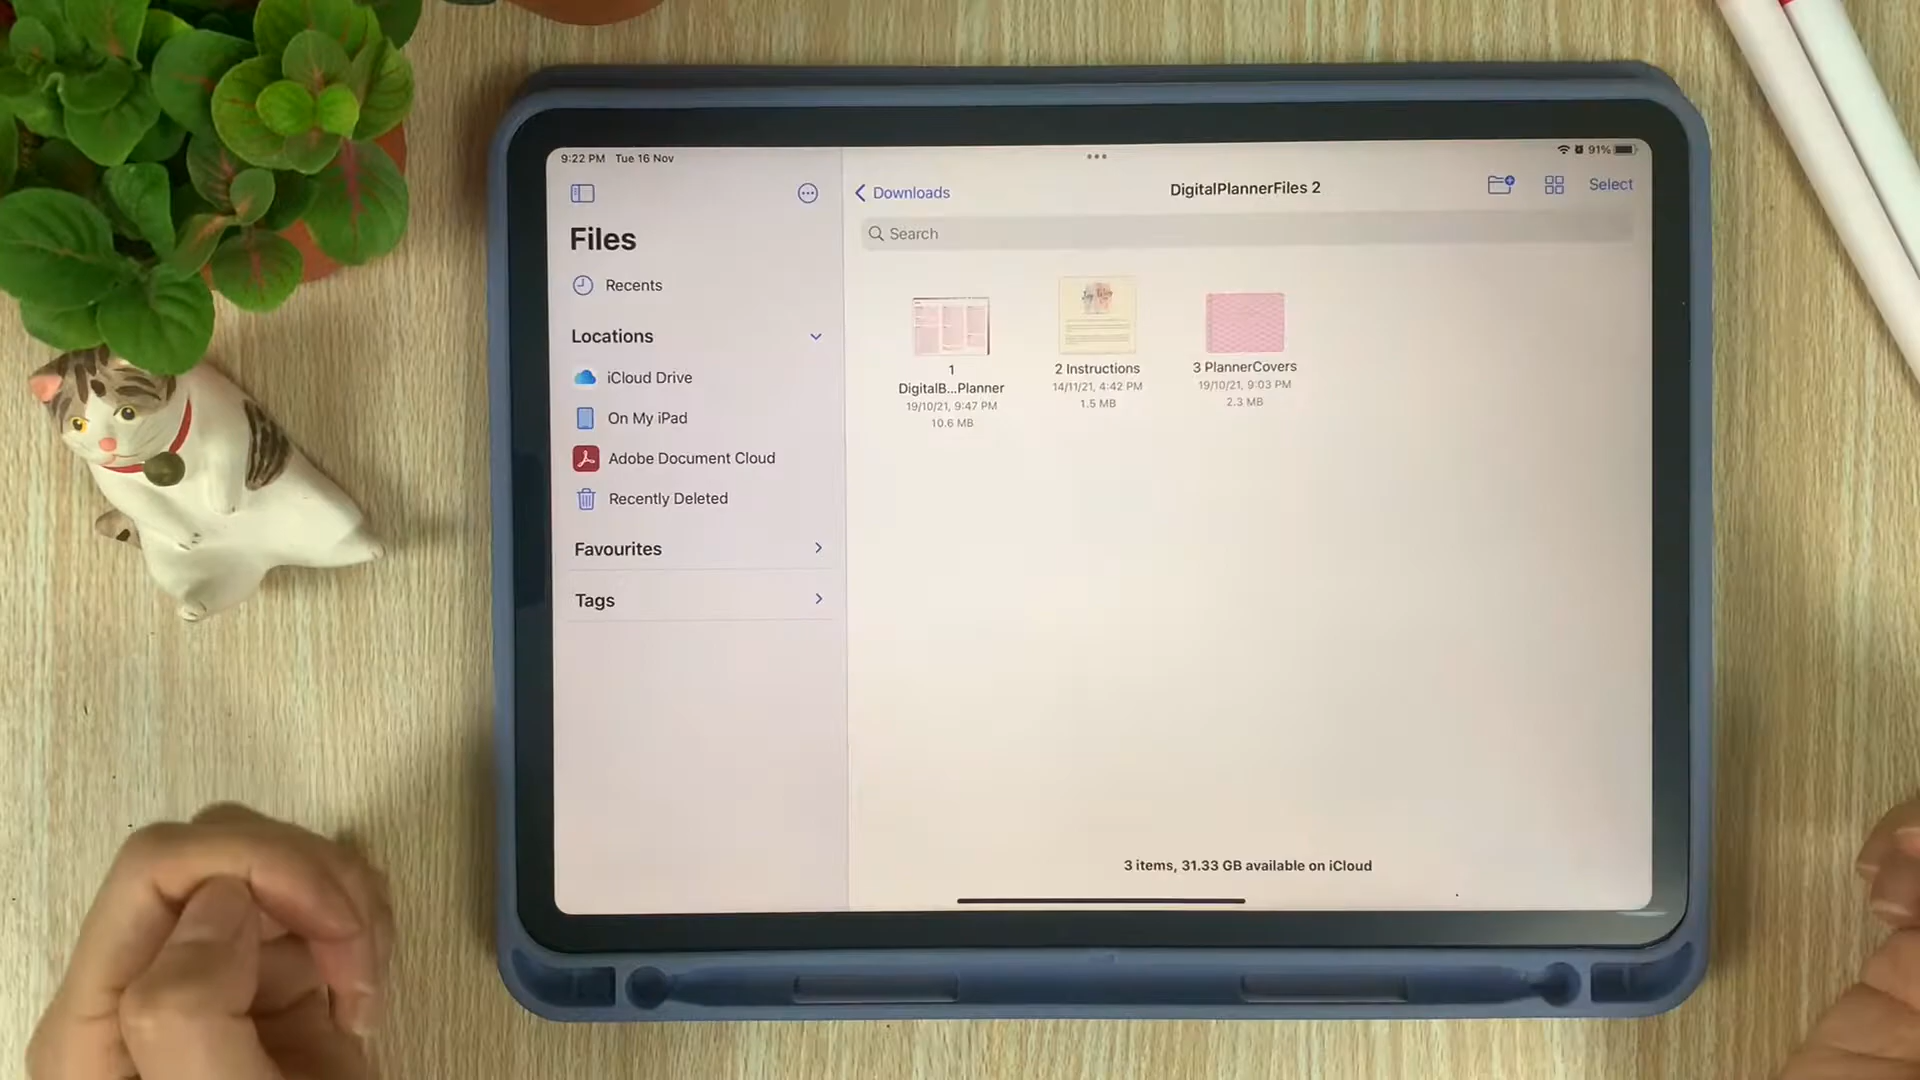 9:22 PM Tue 16 Nov
91%
Files
Recents
Locations
iCloud Drive
On My iPad
Adobe Document Cloud
Recently Deleted
Favourites
Tags
Downloads
DigitalPlannerFiles 2
Select
Search
1
DigitalB...Planner
19/10/21, 9:47 PM
10.6 MB
2 Instructions
14/11/21, 4:42 PM
1.5 MB
3 PlannerCovers
19/10/21, 9:03 PM
2.3 MB
3 items, 31.33 GB available on iCloud